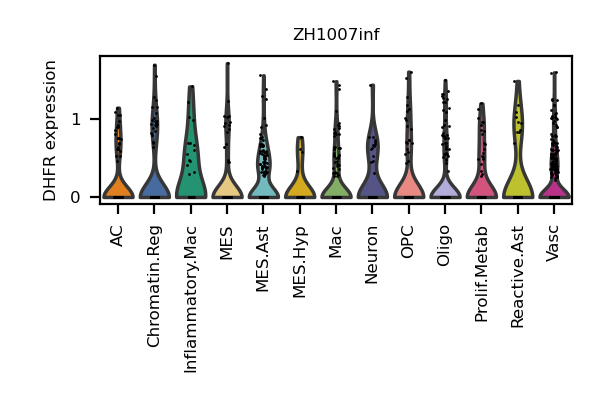 ZH1007inf
DHFR expression
1
0
AC
Chromatin.Reg
Inflammatory.Mac
MES
MES.Ast
MES.Hyp
Mac
Neuron
OPC
Oligo
Prolif.Metab
Reactive.Ast
Vasc